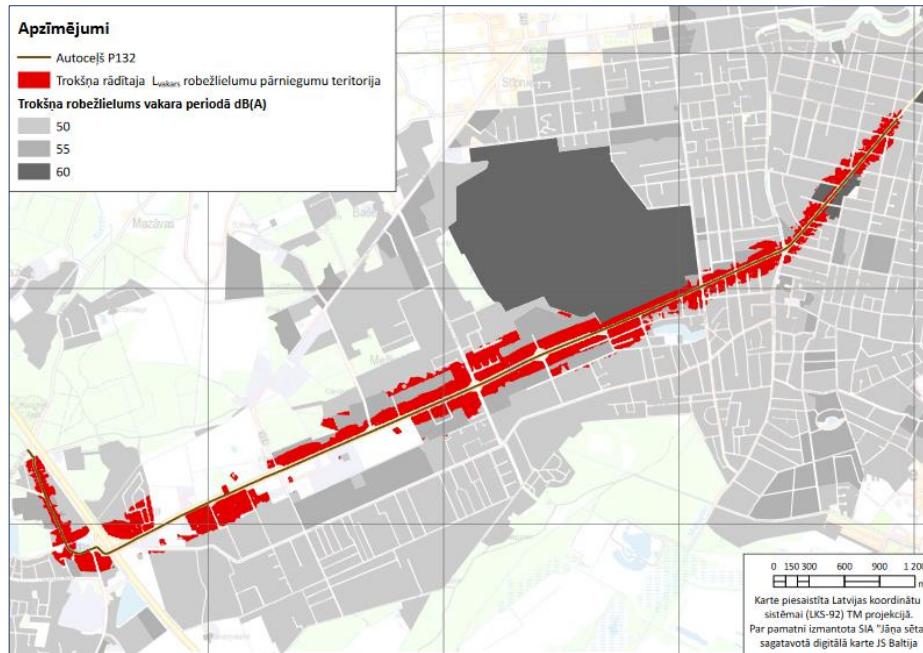 Apzīmējumi
Autoceļš P132
Trokšņa rādītaja Lvakars robežlielumu pārniegumu teritorija
Trokšņa robežlielums vakara periodā dB(A)
50
55
60
Mazāvas
0 150 300 600 900 1 200
m
Karte piesaistīta Latvijas koordinātu
sistēmai (LKS-92) TM projekcijā.
Par pamatni izmantota SIA "Jāņa sēta"
sagatavotā digitālā karte JS Baltija